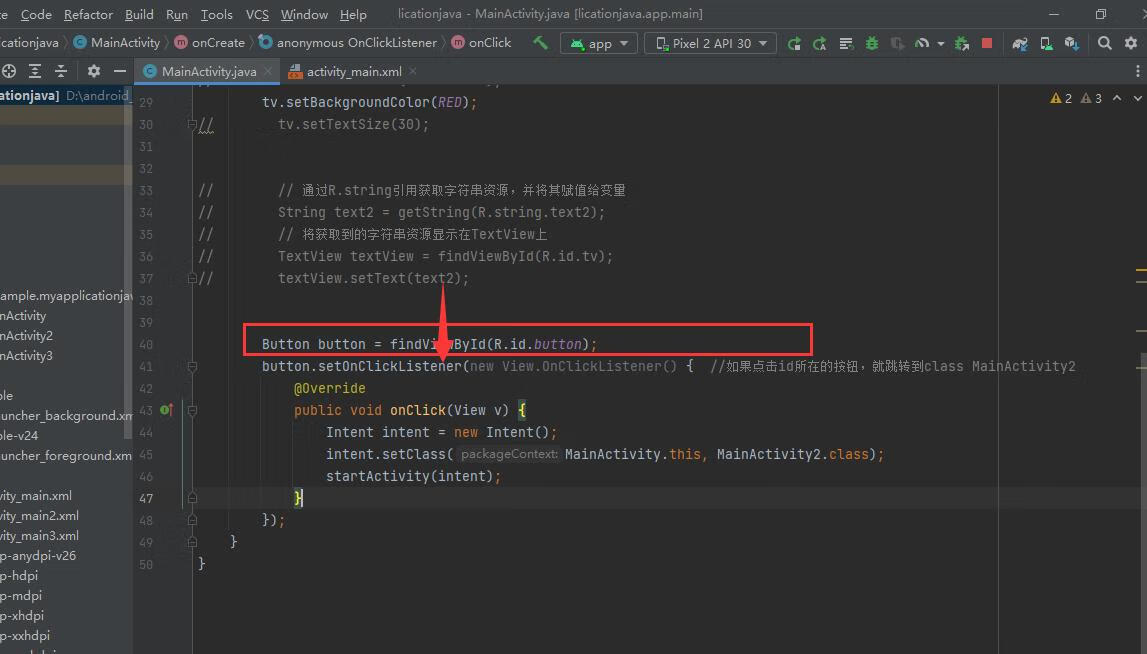 Code Refactor Build Run Tools VCS Window Help licationjava - MainActivity.java [licationjava.app.main]
MainActivity onCreate anonymous OnClickListener onClick app Pixel 2 API 30
MainActivity.java activity_main.xml
ationjava] D:\android_
2 3
29 tv.setBackgroundColor(RED);
30 // tv.setTextSize(30);
31
32
33 // // 通过R.string引用获取字符串资源，并将其赋值给变量
34 // String text2 = getString(R.string.text2);
35 // // 将获取到的字符串资源显示在TextView上
36 // TextView textView = findViewById(R.id.tv);
37 // textView.setText(text2);
38
39
40 Button button = findViewById(R.id.button);
41 button.setOnClickListener(new View.OnClickListener() { //如果点击id所在的按钮，就跳转到class MainActivity2
42 @Override
43 public void onClick(View v) {
44 Intent intent = new Intent();
45 intent.setClass( packageContext: MainActivity.this, MainActivity2.class);
46 startActivity(intent);
47 }
48 });
49 }
50 }
ample.myapplicationjav
nActivity
nActivity2
nActivity3
ble
uncher_background.xm
ble-v24
uncher_foreground.xm
vity_main.xml
vity_main2.xml
vity_main3.xml
p-anydpi-v26
p-hdpi
p-mdpi
p-xhdpi
p-xxhdpi